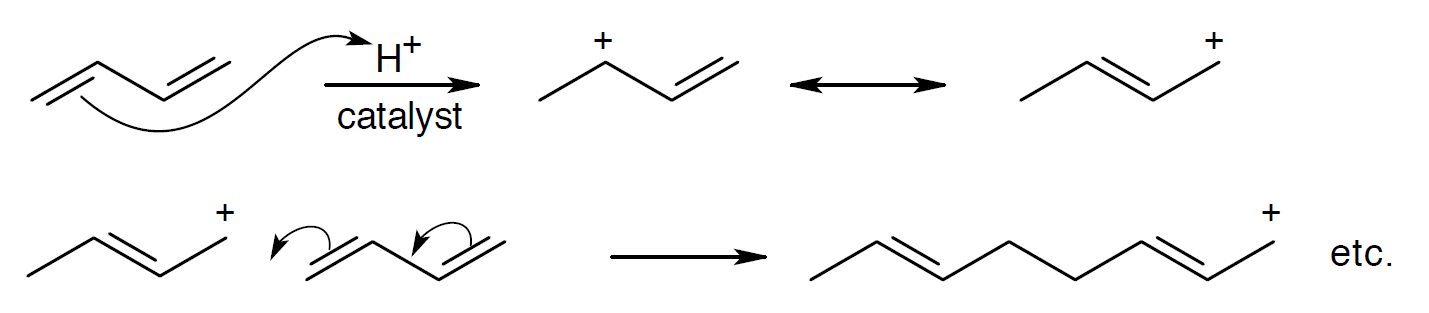 H⁺
+
+
catalyst
+
+
etc.